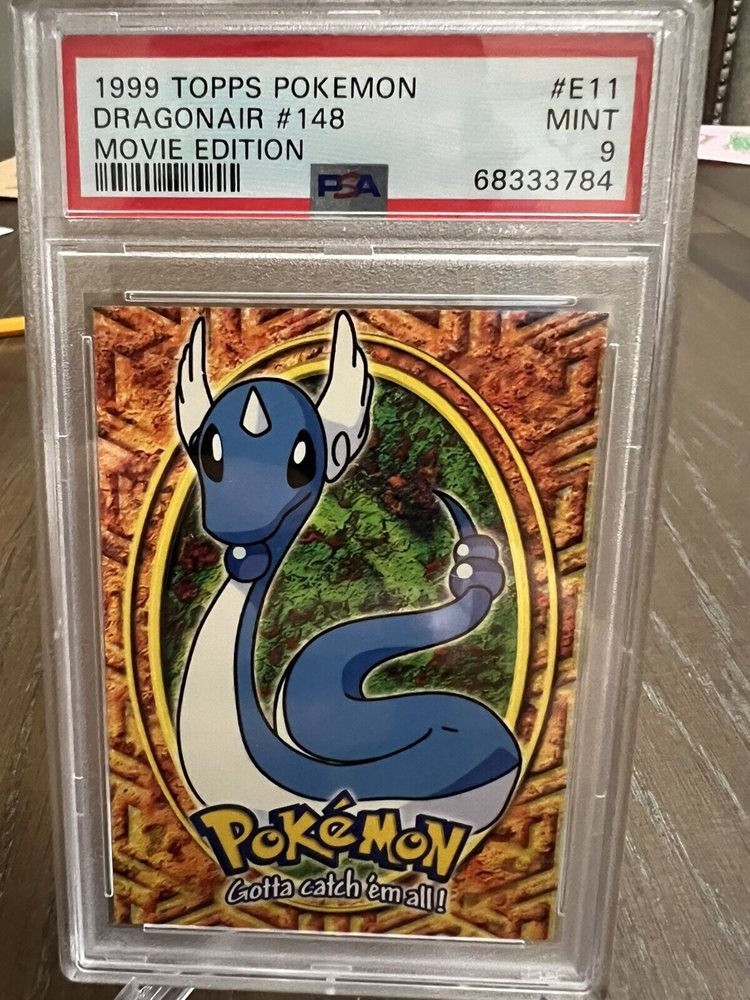 1999 TOPPS POKEMON #E11
DRAGONAIR #148 MINT
MOVIE EDITION 9
PSA 68333784
POKéMON
Gotta catch 'em all!